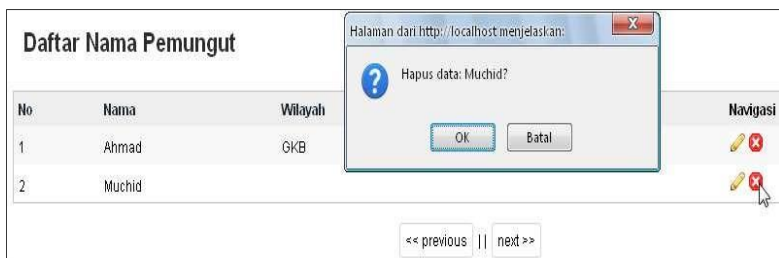 Daftar Nama Pemungut
Halaman dari http://localhost menjelaskan:
Hapus data: Muchid?
OK Batal
No Nama Wilayah Navigasi
1 Ahmad GKB
2 Muchid
<< previous || next >>